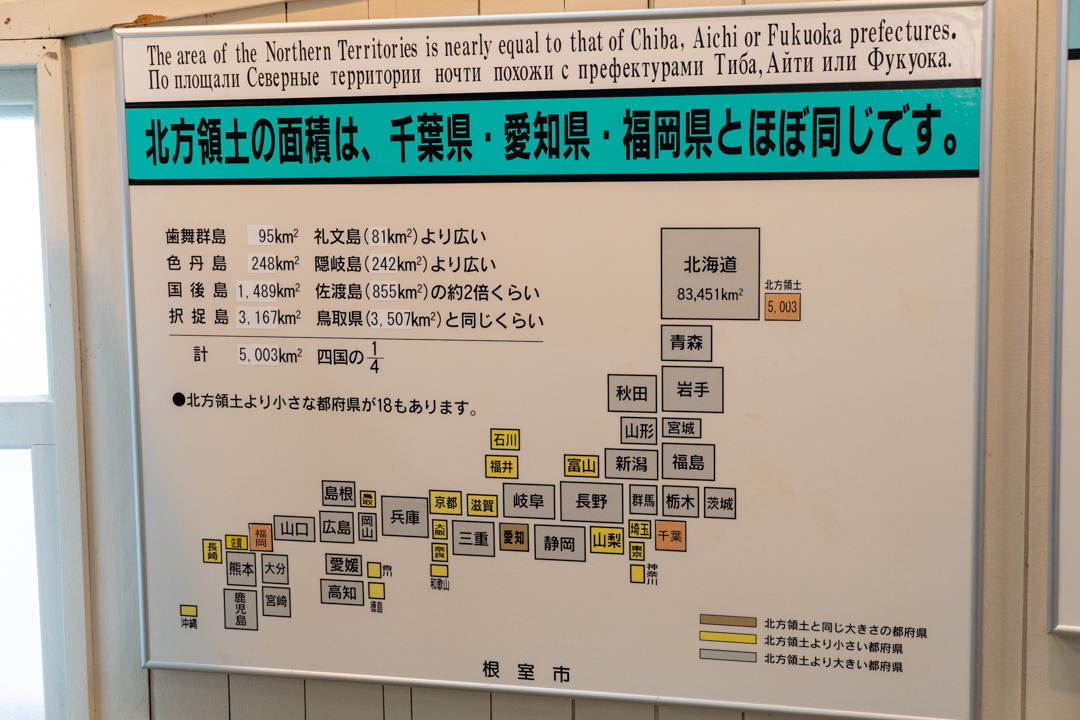 The area of the Northern Territories is nearly equal to that of Chiba, Aichi or Fukuoka prefectures.
По площали Северные территории ночти похожи с префектурами Тиба, Айти или Фукуока.
北方領土の面積は、千葉県・愛知県・福岡県とほぼ同じです。
歯舞群島 95km² 礼文島(81km²)より広い
色丹島 248km² 隠岐島(242km²)より広い
国後島 1,489km² 佐渡島(855km²)の約2倍くらい
択捉島 3,167km² 鳥取県(3,507km²)と同じくらい
計 5,003km² 四国の1/4
●北方領土より小さな都府県が18もあります。
北海道
83,451km²
北方領土
5,003
青森
秋田 岩手
山形 宮城
石川
福井 富山 新潟 福島
島根 鳥取 兵庫 京都 滋賀 岐阜 長野 群馬 栃木 茨城
福岡 山口 広島 岡山 大阪 三重 愛知 静岡 山梨 埼玉 千葉
長崎 佐賀 奈良 東京
熊本 大分 愛媛 香川 和歌山 神奈川
鹿児島 宮崎 高知 徳島
沖縄
北方領土と同じ大きさの都府県
北方領土より小さい都府県
北方領土より大きい都府県
根室市